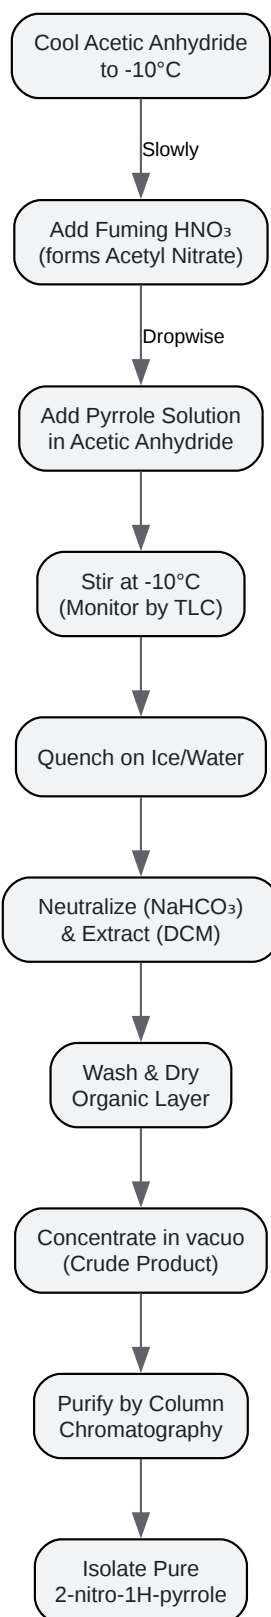 Cool Acetic Anhydride
to -10°C
Slowly
Add Fuming HNO₃
(forms Acetyl Nitrate)
Dropwise
Add Pyrrole Solution
in Acetic Anhydride
Stir at -10°C
(Monitor by TLC)
Quench on Ice/Water
Neutralize (NaHCO₃)
& Extract (DCM)
Wash & Dry
Organic Layer
Concentrate in vacuo
(Crude Product)
Purify by Column
Chromatography
Isolate Pure
2-nitro-1H-pyrrole